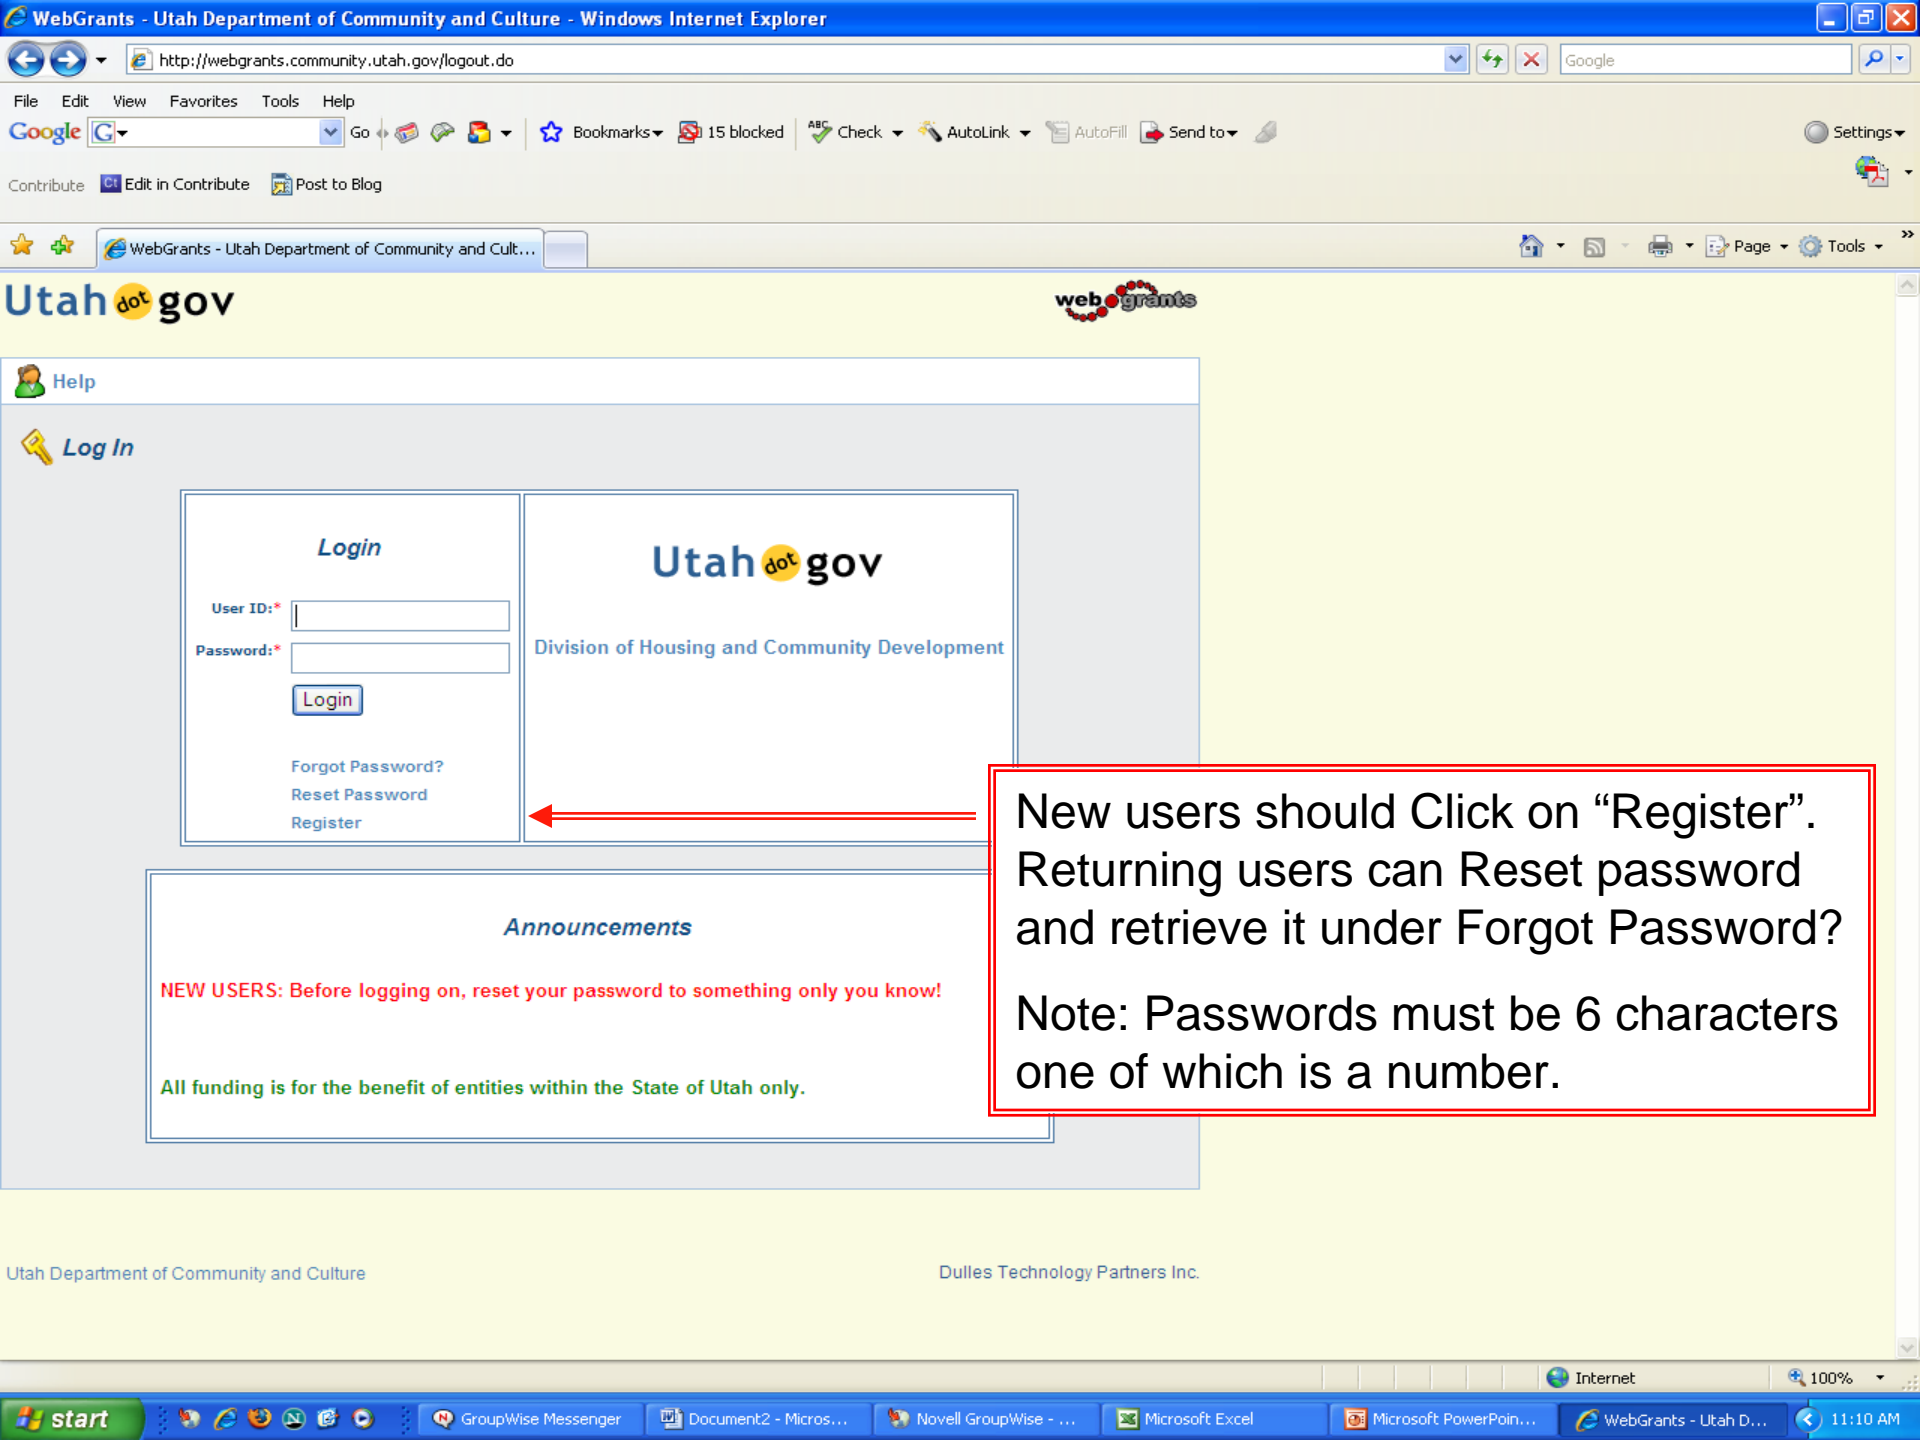 WebGrants - Utah Department of Community and Culture - Windows Internet Explorer
http://webgrants.community.utah.gov/logout.do
Google
File Edit View Favorites Tools Help
Google G Go Bookmarks 15 blocked ABC Check AutoLink AutoFill Send to Settings
Contribute Ct Edit in Contribute Post to Blog
WebGrants - Utah Department of Community and Cult... Page Tools »
Utah dot gov
web grants
Help
Log In
Login
User ID:*
Password:*
Login
Forgot Password?
Reset Password
Register
Utah dot gov
Division of Housing and Community Development
New users should Click on “Register”.
Returning users can Reset password
and retrieve it under Forgot Password?
Note: Passwords must be 6 characters
one of which is a number.
Announcements
NEW USERS: Before logging on, reset your password to something only you know!
All funding is for the benefit of entities within the State of Utah only.
Utah Department of Community and Culture
Dulles Technology Partners Inc.
Internet 100%
start GroupWise Messenger Document2 - Micros... Novell GroupWise - ... Microsoft Excel Microsoft PowerPoin... WebGrants - Utah D... 11:10 AM